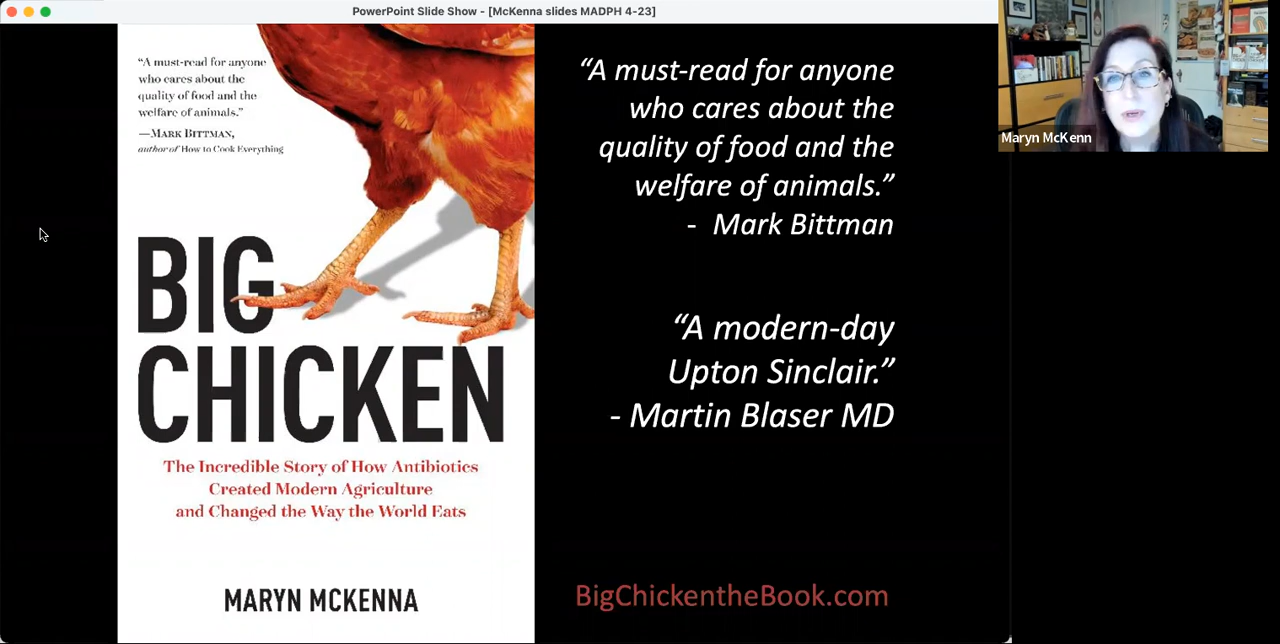 PowerPoint Slide Show - [McKenna slides MADPH 4-23]
“A must-read for anyone
who cares about the
quality of food and the
welfare of animals.”
—MARK BITTMAN,
author of How to Cook Everything
BIG
CHICKEN
The Incredible Story of How Antibiotics
Created Modern Agriculture
and Changed the Way the World Eats
MARYN MCKENNA
“A must-read for anyone
who cares about the
quality of food and the
welfare of animals.”
- Mark Bittman
“A modern-day
Upton Sinclair.”
- Martin Blaser MD
BigChickentheBook.com
Maryn McKenn